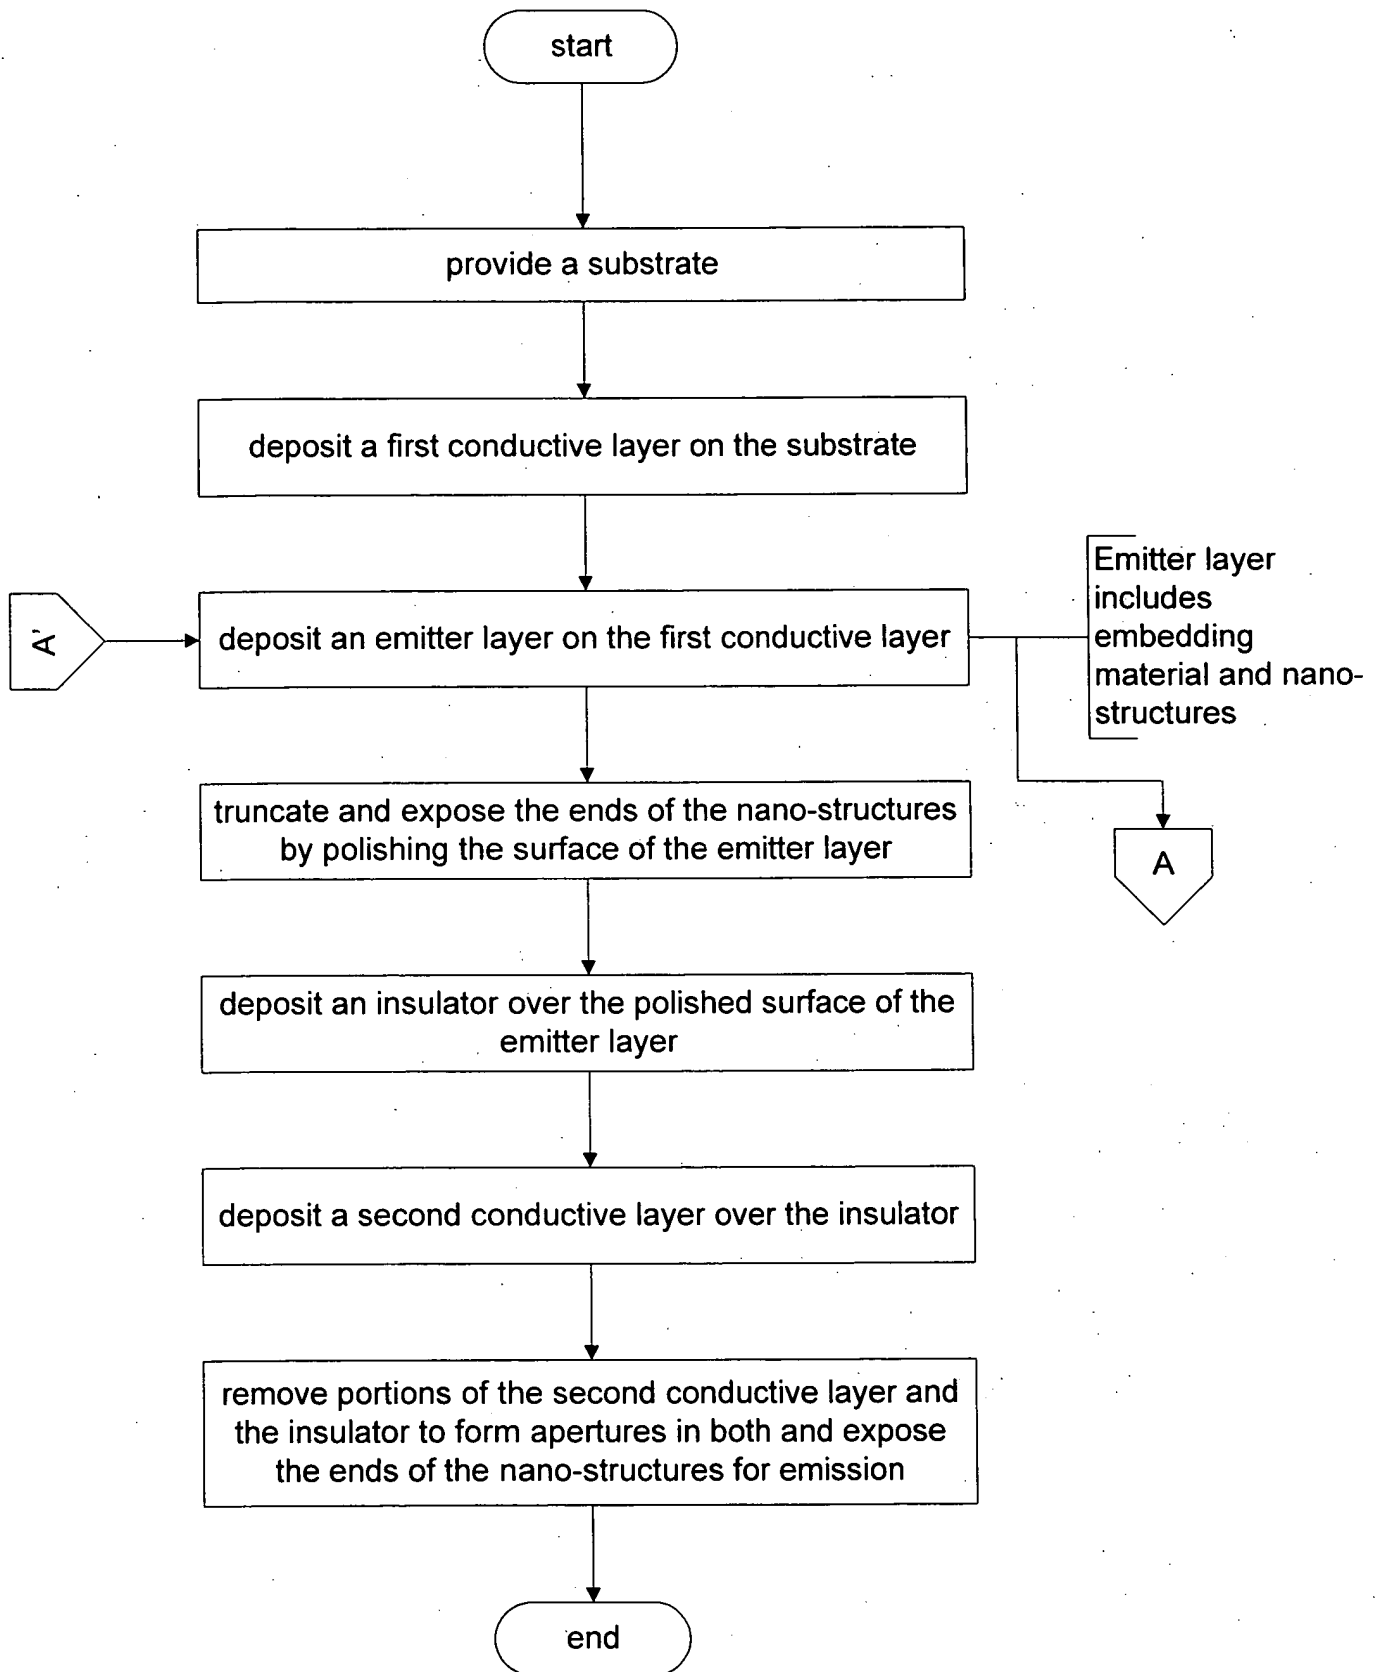 start
provide a substrate
deposit a first conductive layer on the substrate
A'
deposit an emitter layer on the first conductive layer
Emitter layer
includes
embedding
material and nano-
structures
truncate and expose the ends of the nano-structures
by polishing the surface of the emitter layer
A
deposit an insulator over the polished surface of the
emitter layer
deposit a second conductive layer over the insulator
remove portions of the second conductive layer and
the insulator to form apertures in both and expose
the ends of the nano-structures for emission
end